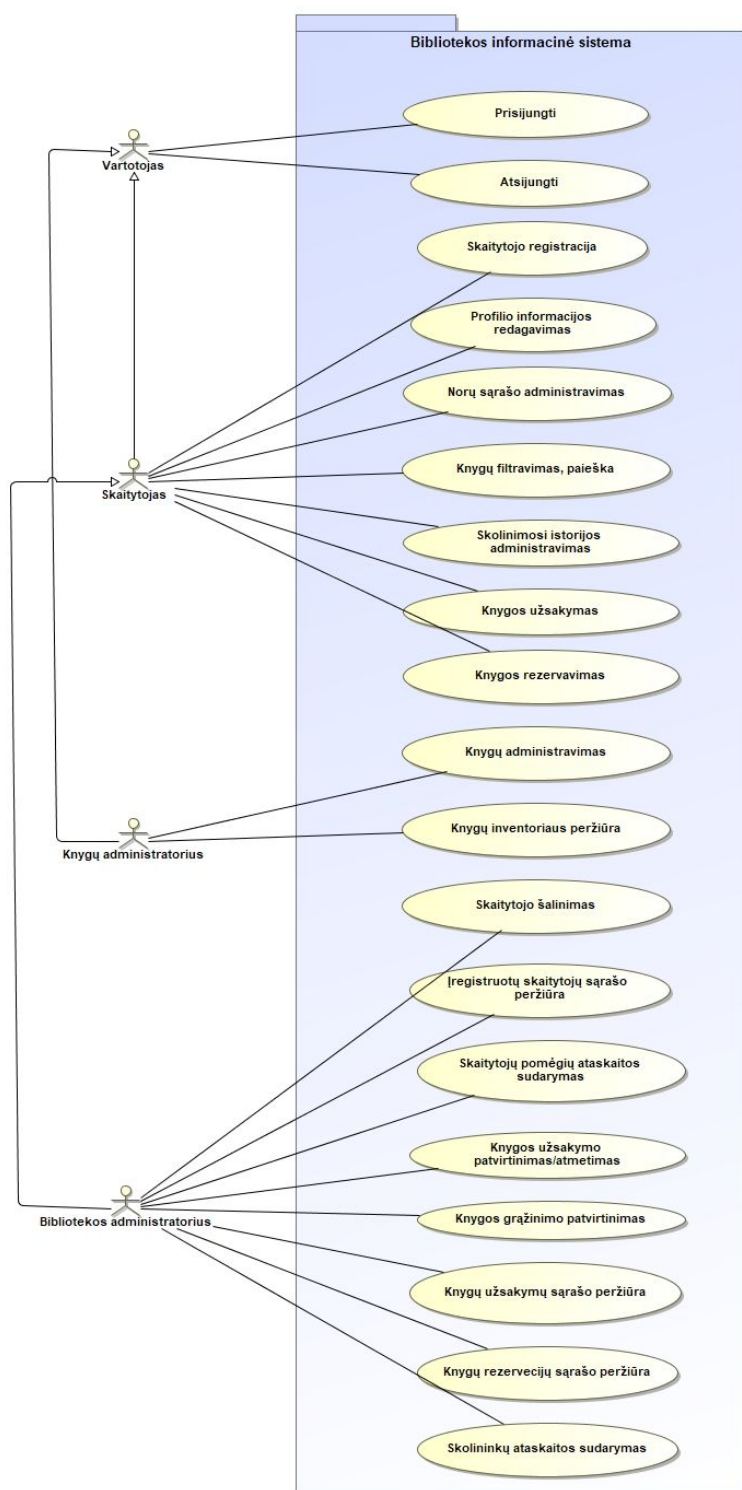 Bibliotekos informacinė sistema
Prisijungti
Vartotojas
Atsijungti
Skaitytojo registracija
Profilio informacijos
redagavimas
Norų sąrašo administravimas
Knygų filtravimas, paieška
Skaitytojas
Skolinimosi istorijos
administravimas
Knygos užsakymas
Knygos rezervavimas
Knygų administravimas
Knygų inventoriaus peržiūra
Knygų administratorius
Skaitytojo šalinimas
Įregistruotų skaitytojų sąrašo
peržiūra
Skaitytojų pomėgių ataskaitos
sudarymas
Knygos užsakymo
patvirtinimas/atmetimas
Knygos grąžinimo patvirtinimas
Bibliotekos administratorius
Knygų užsakymų sąrašo peržiūra
Knygų rezervecijų sąrašo peržiūra
Skolininkų ataskaitos sudarymas